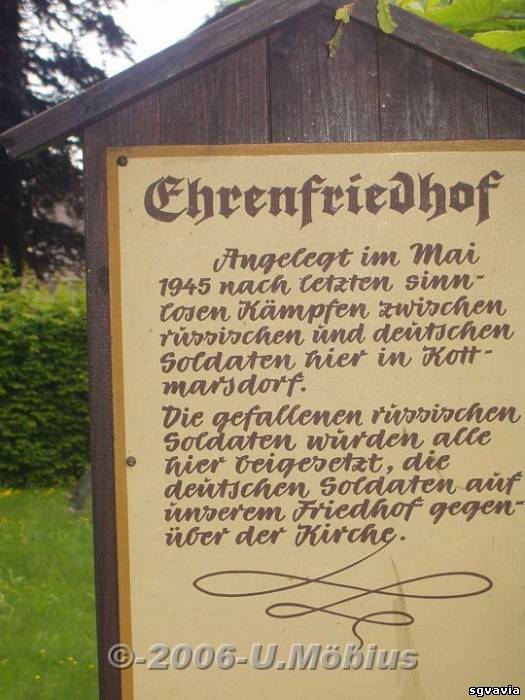 Ehrenfriedhof
Angelegt im Mai
1945 nach letzten sinn-
losen Kämpfen zwischen
russischen und deutschen
Soldaten hier in Kott-
marsdorf.
Die gefallenen russischen
Soldaten wurden alle
hier beigesetzt, die
deutschen Soldaten auf
unserem Friedhof gegen-
über der Kirche.
©-2006-U.Möbius
sgvavia